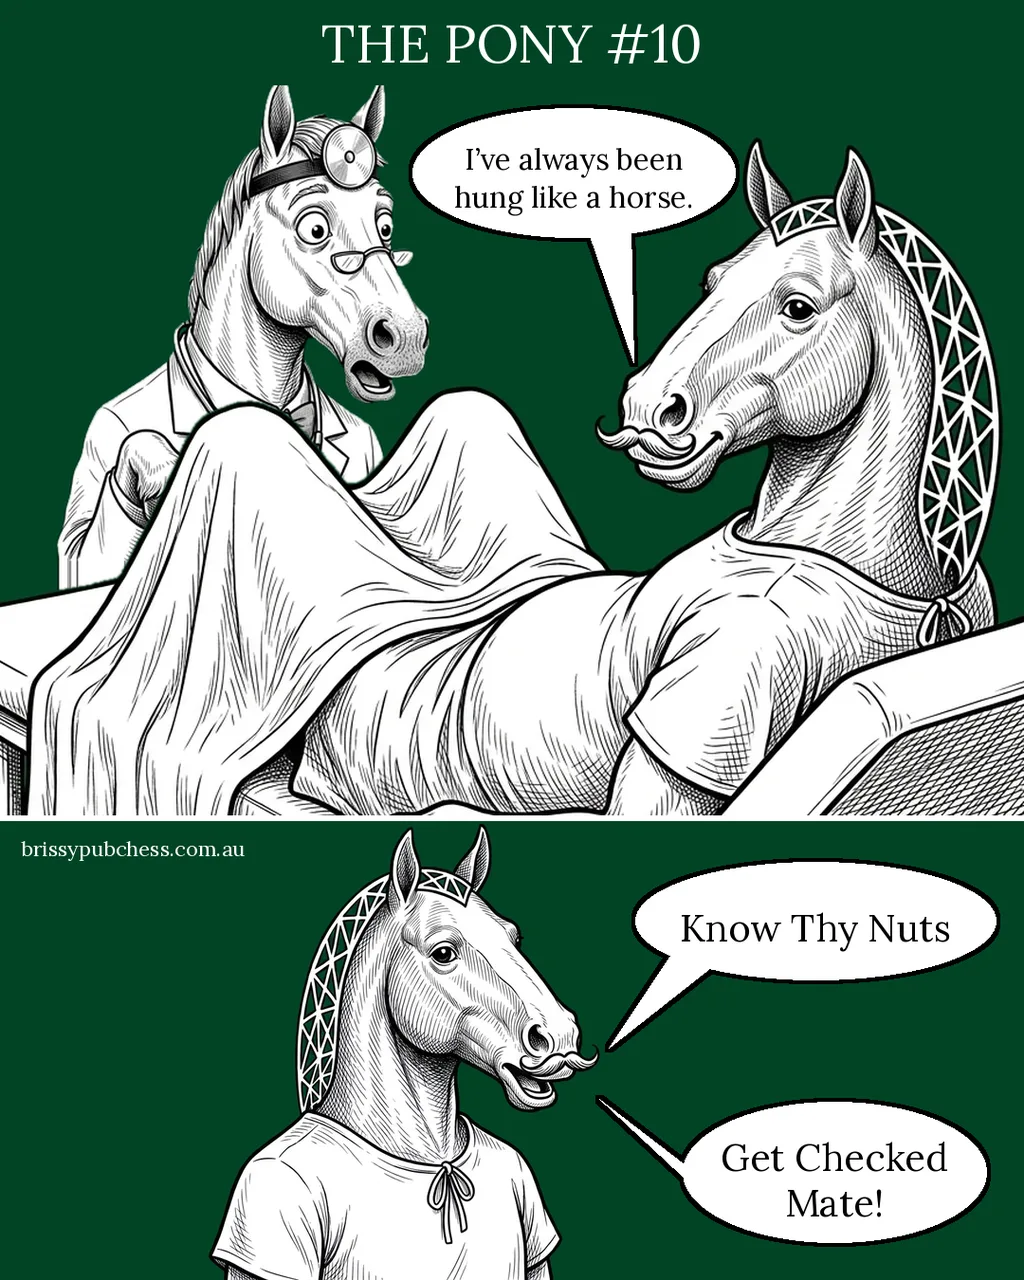 THE PONY #10
I’ve always been
hung like a horse.
brissypubchess.com.au
Know Thy Nuts
Get Checked
Mate!